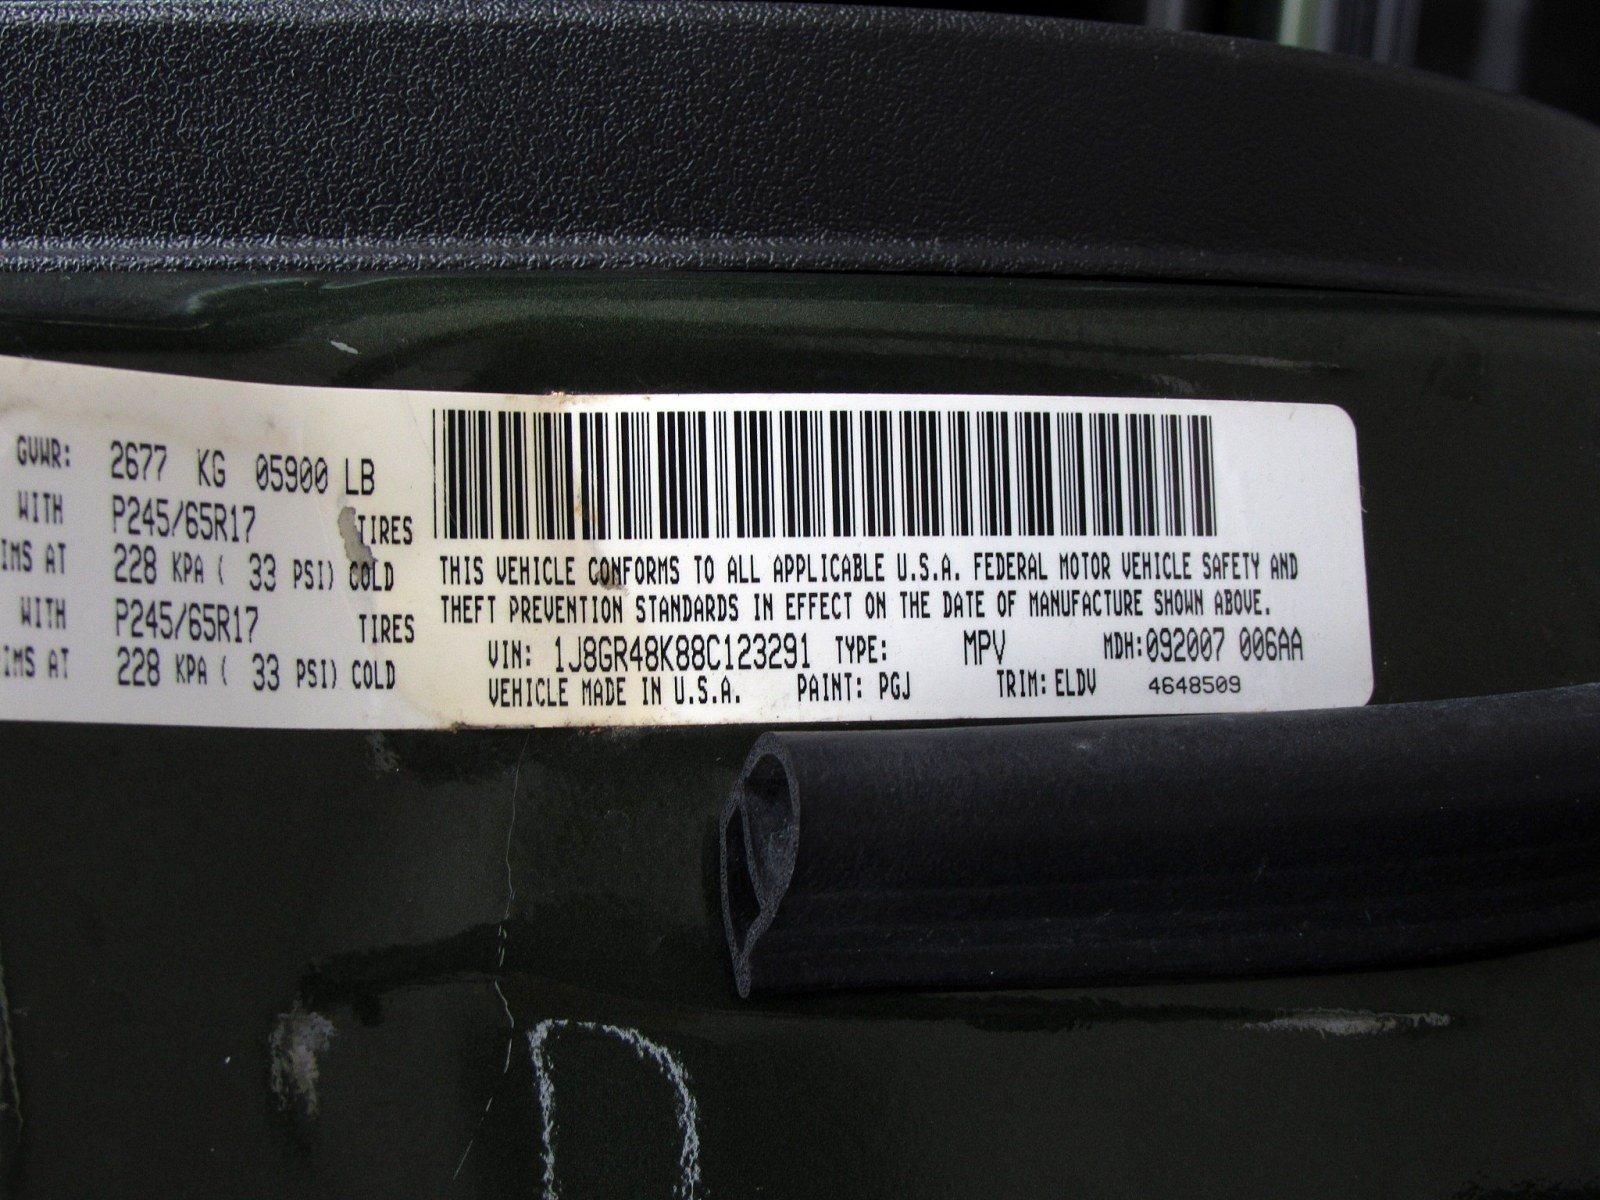 GVWR: 2677 KG 05900 LB
WITH P245/65R17 TIRES
IMS AT 228 KPA ( 33 PSI) COLD
WITH P245/65R17 TIRES
IMS AT 228 KPA ( 33 PSI) COLD
THIS VEHICLE CONFORMS TO ALL APPLICABLE U.S.A. FEDERAL MOTOR VEHICLE SAFETY AND
THEFT PREVENTION STANDARDS IN EFFECT ON THE DATE OF MANUFACTURE SHOWN ABOVE.
VIN: 1J8GR48K88C123291 TYPE: MPV MDH:092007 006AA
VEHICLE MADE IN U.S.A. PAINT: PGJ TRIM: ELDV 4648509